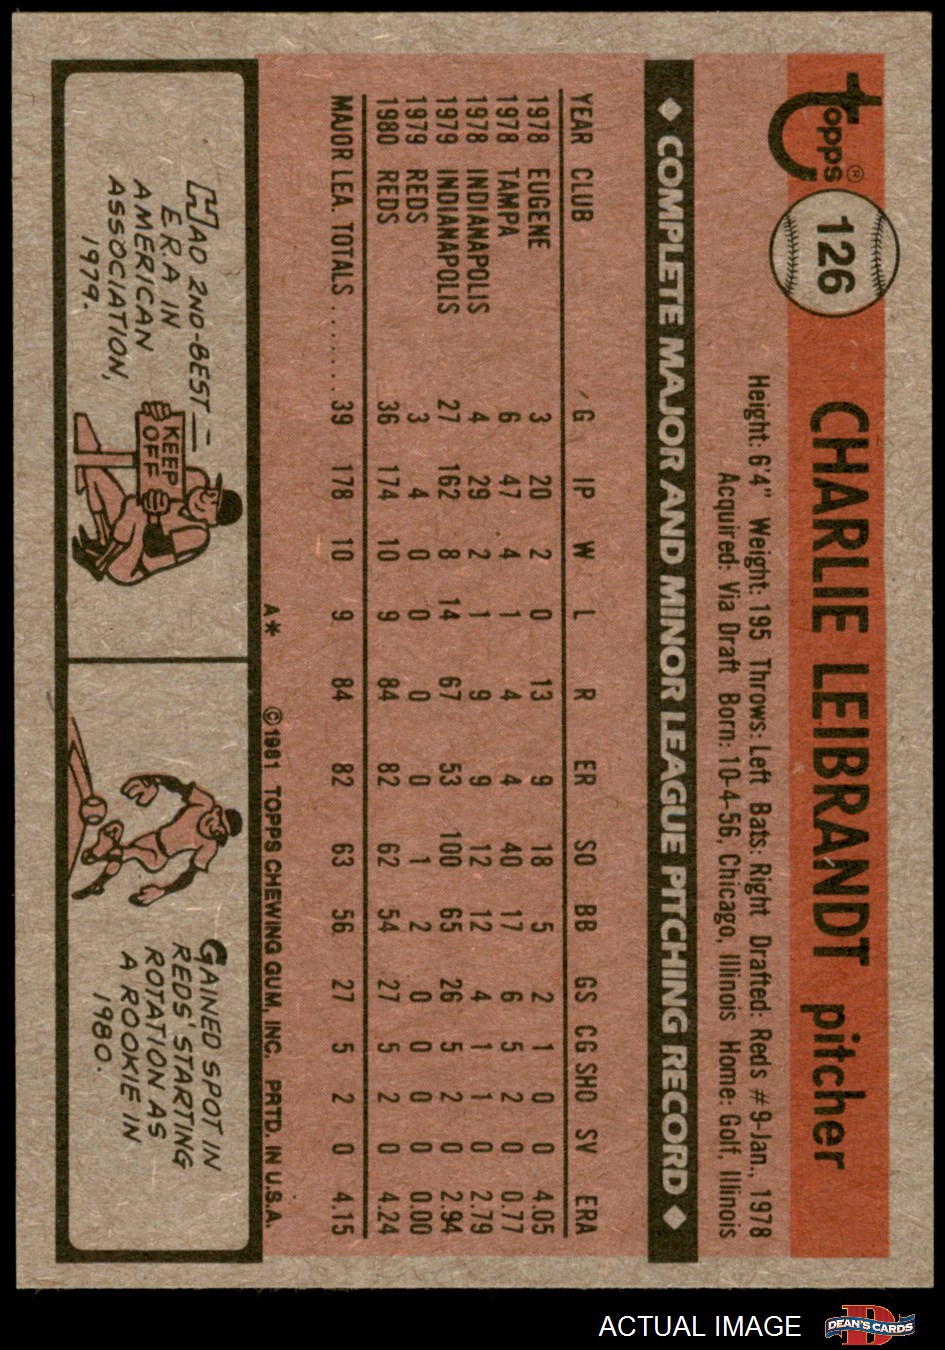 Topps®
126
CHARLIE LEIBRANDT pitcher
Height: 6'4" Weight: 195 Throws: Left Bats: Right Drafted: Reds #9-Jan., 1978
Acquired: Via Draft Born: 10-4-56, Chicago, Illinois Home: Golf, Illinois
◆ COMPLETE MAJOR AND MINOR LEAGUE PITCHING RECORD ◆
YEAR CLUB G IP W L R ER SO BB GS CG SHO SV ERA
1978 EUGENE 3 20 2 0 13 9 18 5 2 1 0 0 4.05
1978 TAMPA 6 47 4 1 4 4 40 17 6 5 2 0 0.77
1978 INDIANAPOLIS 4 29 2 1 9 9 12 12 4 1 1 0 2.79
1979 INDIANAPOLIS 27 162 8 14 67 53 100 65 26 5 2 0 2.94
1979 REDS 3 4 0 0 0 0 1 2 0 0 0 0 0.00
1980 REDS 36 174 10 9 84 82 62 54 27 5 2 0 4.24
MAJOR LEA. TOTALS ...... 39 178 10 9 84 82 63 56 27 5 2 0 4.15
A* ©1981 TOPPS CHEWING GUM, INC. PRTD. IN U.S.A.
HAD 2ND-BEST
E.R.A IN
AMERICAN
ASSOCIATION,
1979.
KEEP
OFF
GAINED SPOT IN
REDS' STARTING
ROTATION AS
A ROOKIE IN
1980.
ACTUAL IMAGE
DEAN'S CARDS